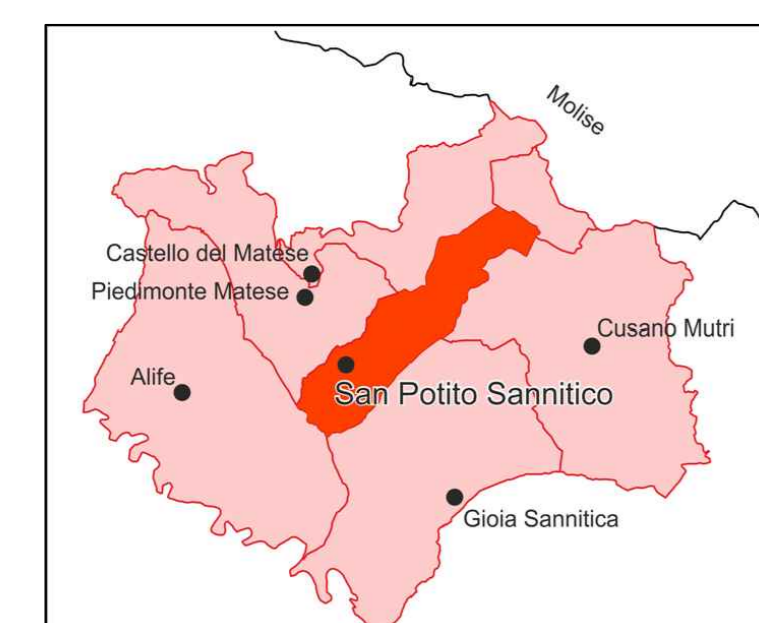 Molise
Castello del Matese
Piedimonte Matese
Cusano Mutri
Alife
San Potito Sannitico
Gioia Sannitica